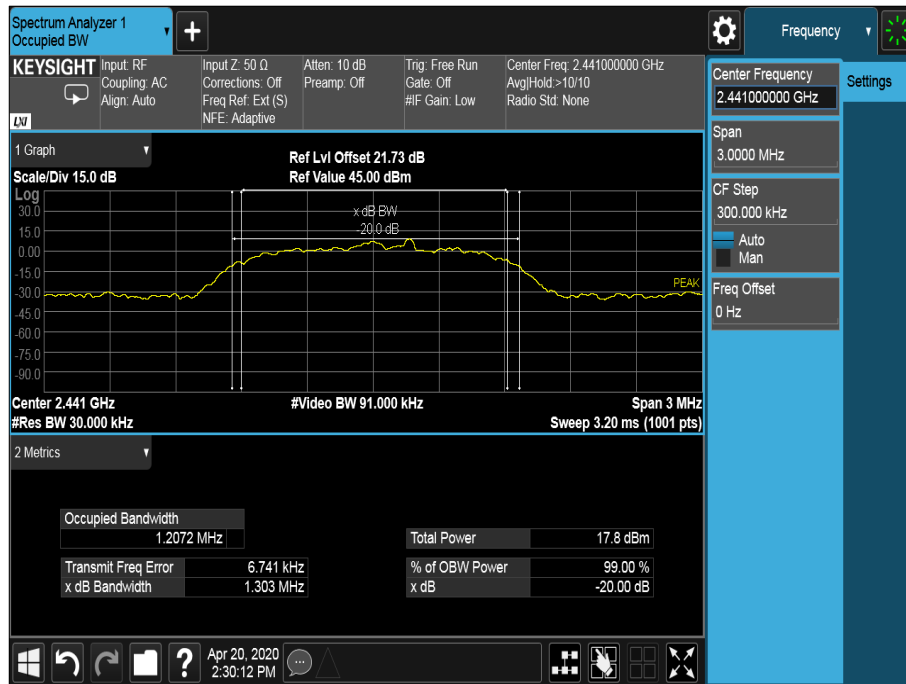 Spectrum Analyzer 1
Occupied BW
+
Frequency
KEYSIGHT
LXI
Input: RF
Coupling: AC
Align: Auto
Input Z: 50 Ω
Corrections: Off
Freq Ref: Ext (S)
NFE: Adaptive
Atten: 10 dB
Preamp: Off
Trig: Free Run
Gate: Off
#IF Gain: Low
Center Freq: 2.441000000 GHz
Avg|Hold:>10/10
Radio Std: None
Center Frequency
2.441000000 GHz
Settings
Span
3.0000 MHz
CF Step
300.000 kHz
Auto
Man
Freq Offset
0 Hz
1 Graph
Scale/Div 15.0 dB
Ref Lvl Offset 21.73 dB
Ref Value 45.00 dBm
Log
30.0
15.0
0.00
-15.0
-30.0
-45.0
-60.0
-75.0
-90.0
x dB BW
-20.0 dB
PEAK
Center 2.441 GHz
#Video BW 91.000 kHz
Span 3 MHz
#Res BW 30.000 kHz
Sweep 3.20 ms (1001 pts)
2 Metrics
Occupied Bandwidth
1.2072 MHz
Total Power 17.8 dBm
Transmit Freq Error 6.741 kHz
% of OBW Power 99.00 %
x dB Bandwidth 1.303 MHz
x dB -20.00 dB
?
Apr 20, 2020
2:30:12 PM